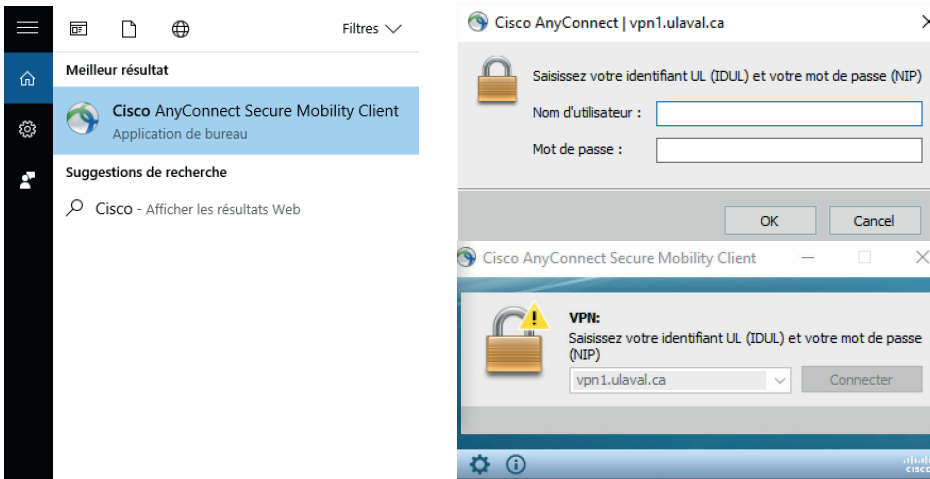 Filtres
Meilleur résultat
Cisco AnyConnect Secure Mobility Client
Application de bureau
Suggestions de recherche
Cisco - Afficher les résultats Web
Cisco AnyConnect | vpn1.ulaval.ca
Saisissez votre identifiant UL (IDUL) et votre mot de passe (NIP)
Nom d'utilisateur :
Mot de passe :
OK
Cancel
Cisco AnyConnect Secure Mobility Client
VPN:
Saisissez votre identifiant UL (IDUL) et votre mot de passe
(NIP)
vpn1.ulaval.ca
Connecter
cisco